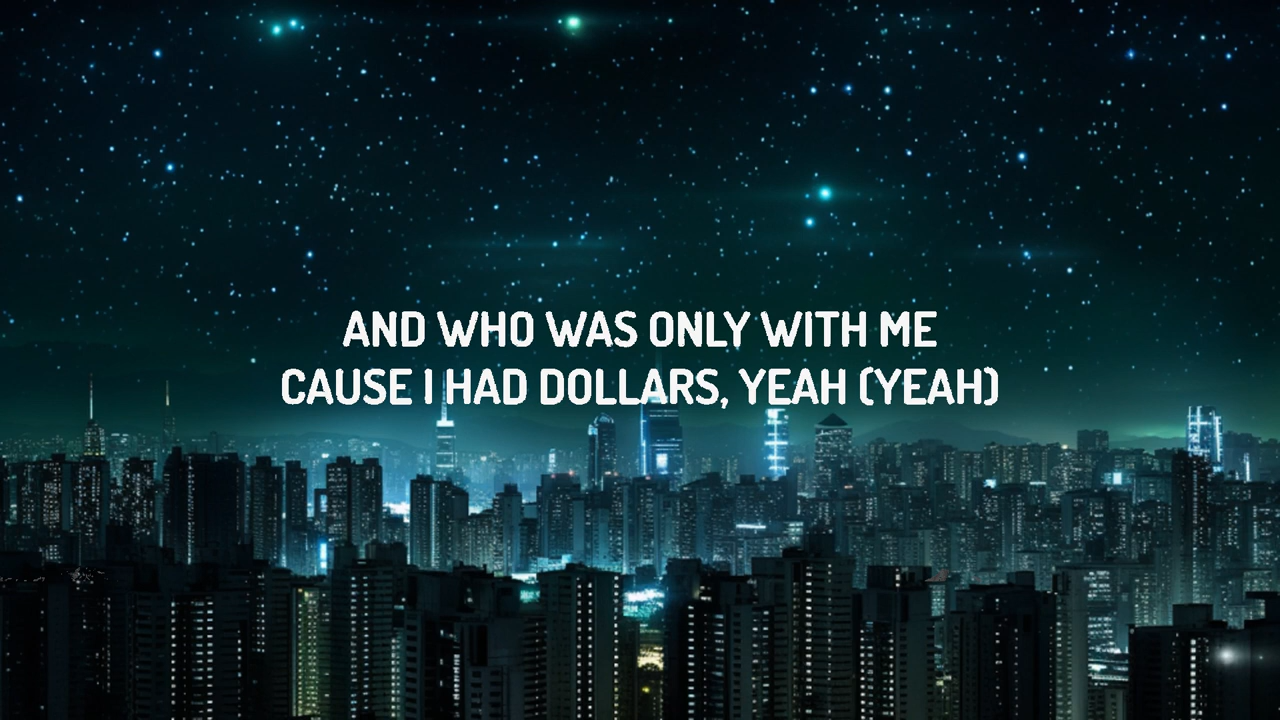 AND WHO WAS ONLY WITH ME
CAUSE I HAD DOLLARS, YEAH (YEAH)